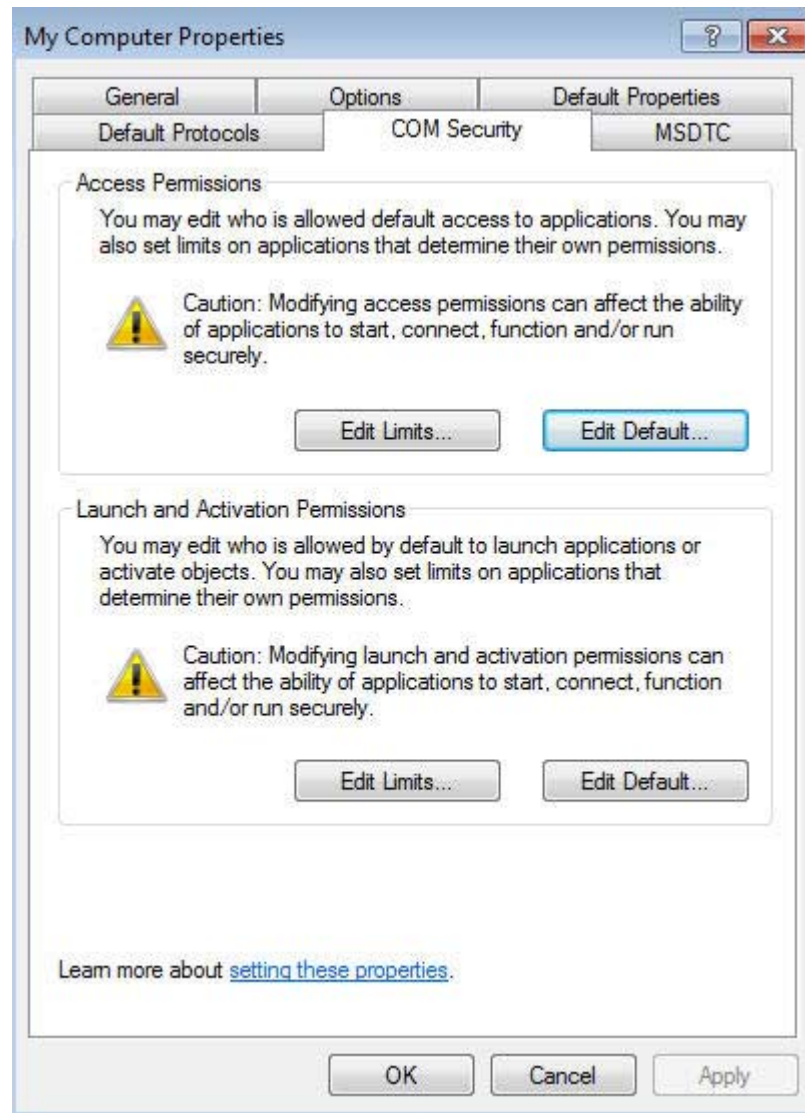 My Computer Properties
General Options Default Properties
Default Protocols COM Security MSDTC
Access Permissions
You may edit who is allowed default access to applications. You may
also set limits on applications that determine their own permissions.
Caution: Modifying access permissions can affect the ability
of applications to start, connect, function and/or run
securely.
Edit Limits... Edit Default...
Launch and Activation Permissions
You may edit who is allowed by default to launch applications or
activate objects. You may also set limits on applications that
determine their own permissions.
Caution: Modifying launch and activation permissions can
affect the ability of applications to start, connect, function
and/or run securely.
Edit Limits... Edit Default...
Learn more about setting these properties.
OK Cancel Apply